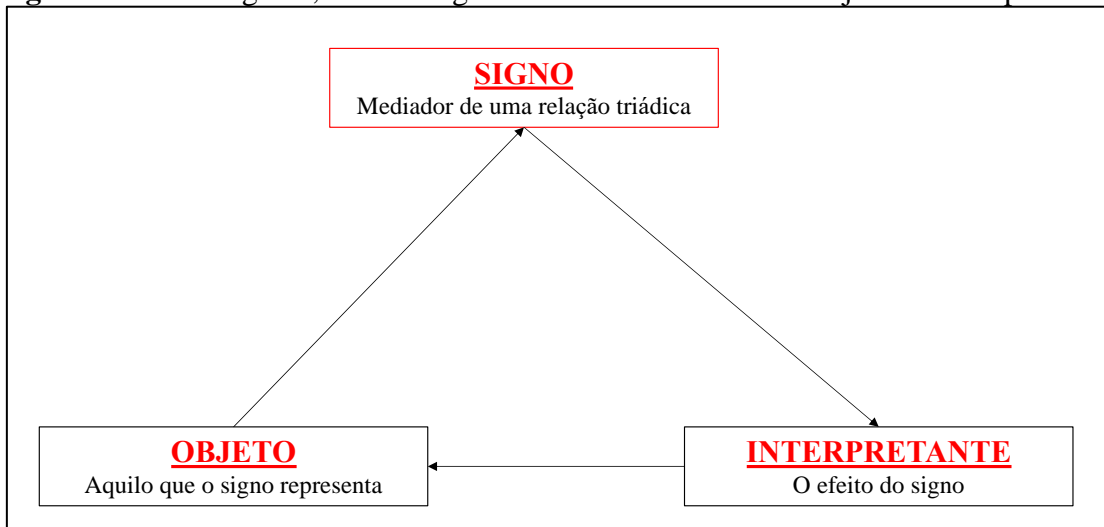 SIGNO
Mediador de uma relação triádica
OBJETO
Aquilo que o signo representa
INTERPRETANTE
O efeito do signo